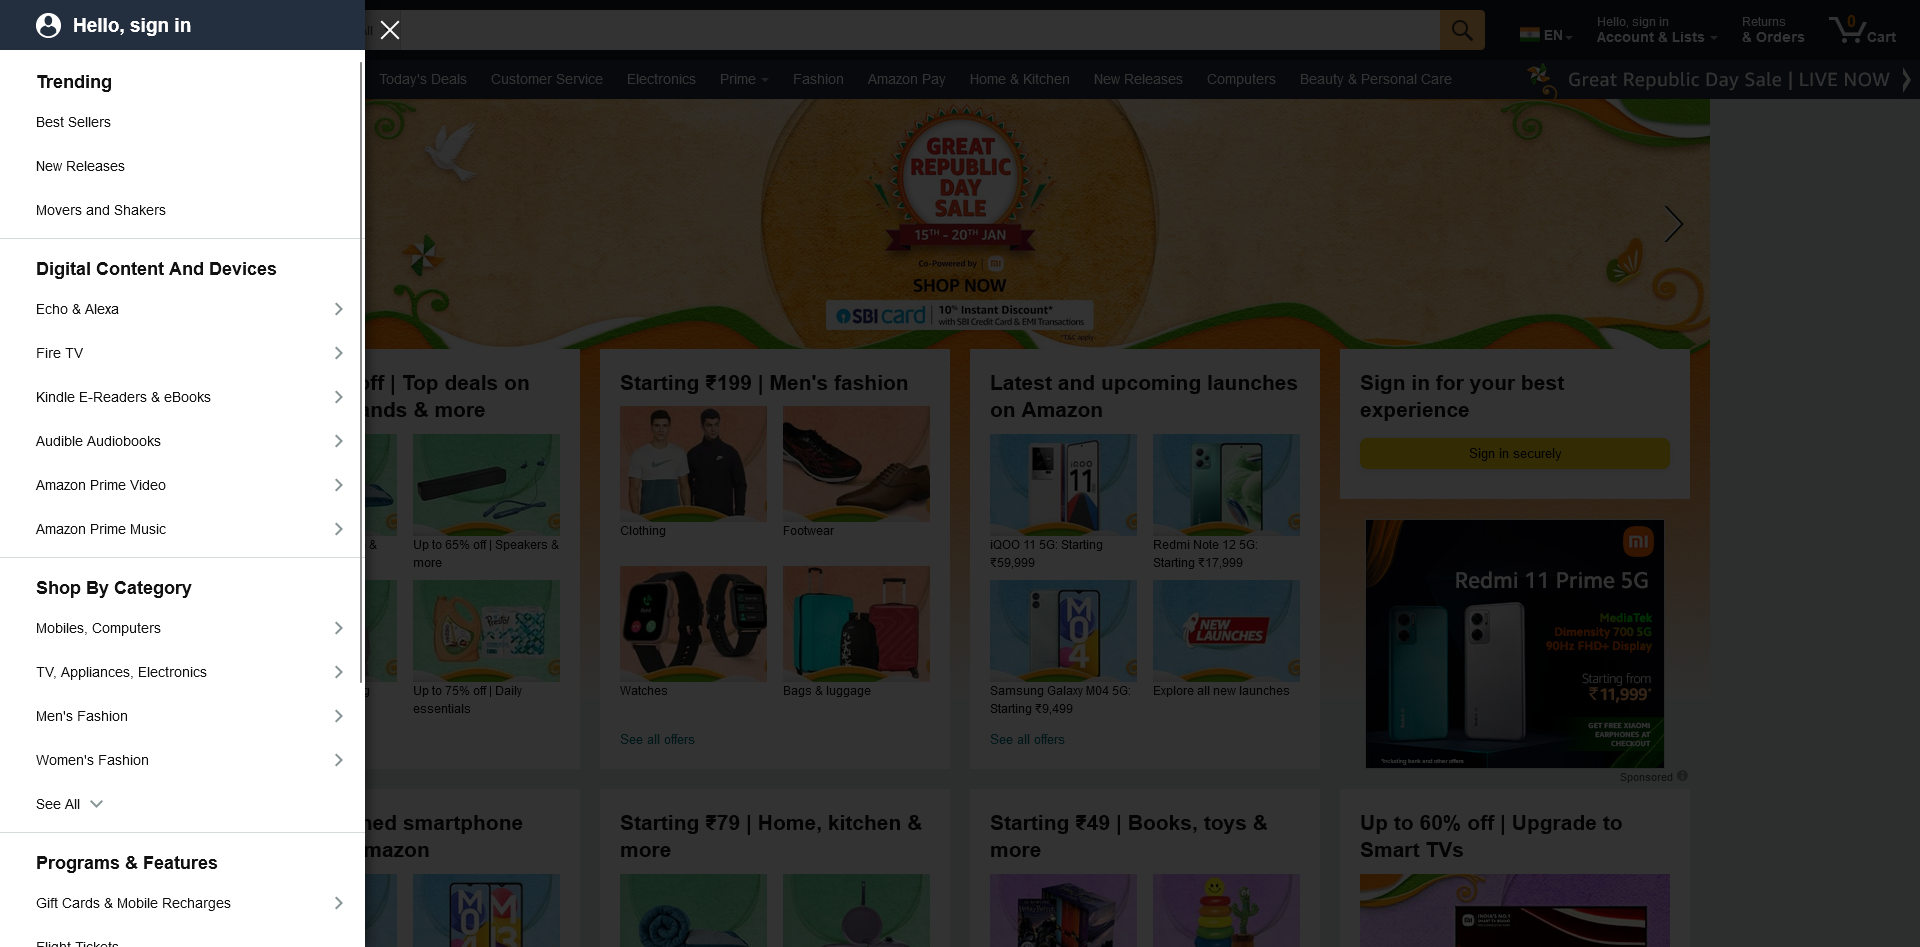 Hello, sign in
EN
Hello, sign in
Account & Lists
Returns
& Orders
0
Cart
Today's Deals
Customer Service
Electronics
Prime
Fashion
Amazon Pay
Home & Kitchen
New Releases
Computers
Beauty & Personal Care
Great Republic Day Sale | LIVE NOW
Trending
Best Sellers
New Releases
Movers and Shakers
Digital Content And Devices
Echo & Alexa
Fire TV
Kindle E-Readers & eBooks
Audible Audiobooks
Amazon Prime Video
Amazon Prime Music
Shop By Category
Mobiles, Computers
TV, Appliances, Electronics
Men's Fashion
Women's Fashion
See All
Programs & Features
Gift Cards & Mobile Recharges
Flight Tickets
GREAT
REPUBLIC
DAY
SALE
15TH - 20TH JAN
Co-Powered by | mi
SHOP NOW
SBI card | 10% Instant Discount*
with SBI Credit Card & EMI Transactions
*T&C apply
off | Top deals on
& more
&
Up to 65% off | Speakers &
more
Up to 75% off | Daily
essentials
Starting ₹199 | Men's fashion
Clothing
Footwear
Watches
Bags & luggage
See all offers
Latest and upcoming launches
on Amazon
iQOO
11
iQOO 11 5G: Starting
₹59,999
Redmi Note 12 5G:
Starting ₹17,999
M04
NEW
LAUNCHES
Samsung Galaxy M04 5G:
Starting ₹9,499
Explore all new launches
See all offers
Sign in for your best
experience
Sign in securely
mi
Redmi 11 Prime 5G
MediaTek
Dimensity 700 5G
90Hz FHD+ Display
Starting from
₹11,999*
GET FREE XIAOMI
EARPHONES AT
CHECKOUT
*Including bank and other offers
Sponsored
smartphone
Starting ₹79 | Home, kitchen &
more
Starting ₹49 | Books, toys &
more
Up to 60% off | Upgrade to
Smart TVs